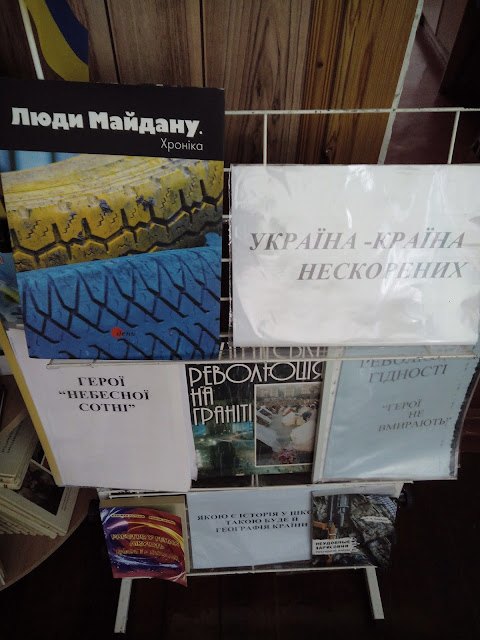 Люди Майдану.
Хроніка
УКРАЇНА -КРАЇНА
НЕСКОРЕНИХ
ГЕРОЇ
“НЕБЕСНОЇ
СОТНІ”
РЕВОЛЮЦІЯ
НА
ГРАНІТІ
РЕВОЛЮЦІЯ
ГІДНОСТІ
“ГЕРОЇ
НЕ
ВМИРАЮТЬ”
ЯКОЮ Є ІСТОРІЯ У ШКО
ТАКОЮ БУДЕ Й
ГЕОГРАФІЯ КРАЇНИ